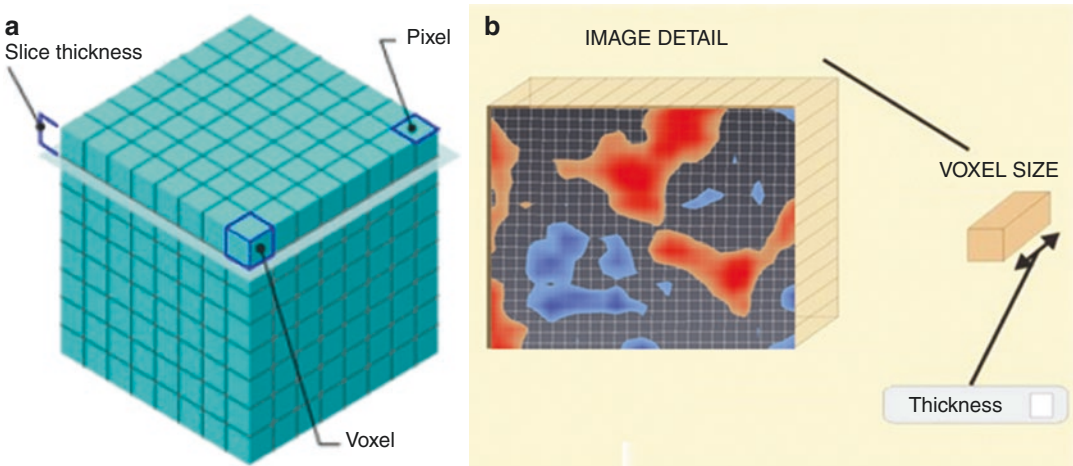 a
Slice thickness
Pixel
Voxel
b
IMAGE DETAIL
VOXEL SIZE
Thickness